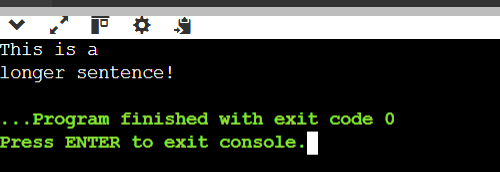 This is a
longer sentence!
...Program finished with exit code 0
Press ENTER to exit console.